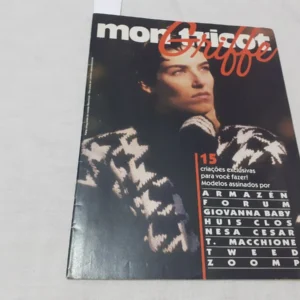 mon tricot
Griffe
15
criações exclusivas
para você fazer!
Modelos assinados por
ARMAZEN
FORUM
GIOVANNA BABY
HUIS CLOS
NESA CESAR
T. MACCHIONE
TWEED
ZOOMP